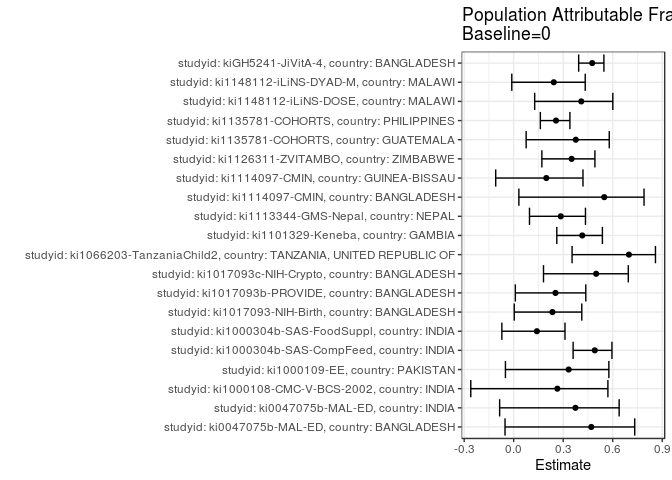 Population Attributable Fra
Baseline=0
studyid: kiGH5241-JiVitA-4, country: BANGLADESH
studyid: ki1148112-iLiNS-DYAD-M, country: MALAWI
studyid: ki1148112-iLiNS-DOSE, country: MALAWI
studyid: ki1135781-COHORTS, country: PHILIPPINES
studyid: ki1135781-COHORTS, country: GUATEMALA
studyid: ki1126311-ZVITAMBO, country: ZIMBABWE
studyid: ki1114097-CMIN, country: GUINEA-BISSAU
studyid: ki1114097-CMIN, country: BANGLADESH
studyid: ki1113344-GMS-Nepal, country: NEPAL
studyid: ki1101329-Keneba, country: GAMBIA
studyid: ki1066203-TanzaniaChild2, country: TANZANIA, UNITED REPUBLIC OF
studyid: ki1017093c-NIH-Crypto, country: BANGLADESH
studyid: ki1017093b-PROVIDE, country: BANGLADESH
studyid: ki1017093-NIH-Birth, country: BANGLADESH
studyid: ki1000304b-SAS-FoodSuppl, country: INDIA
studyid: ki1000304b-SAS-CompFeed, country: INDIA
studyid: ki1000109-EE, country: PAKISTAN
studyid: ki1000108-CMC-V-BCS-2002, country: INDIA
studyid: ki0047075b-MAL-ED, country: INDIA
studyid: ki0047075b-MAL-ED, country: BANGLADESH
-0.3 0.0 0.3 0.6 0.9
Estimate